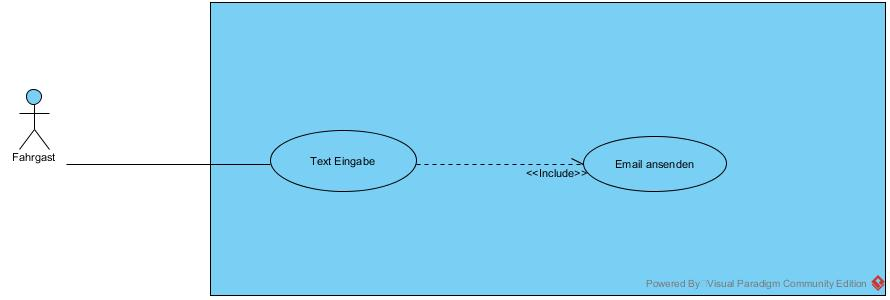 Fahrgast
Text Eingabe
<<Include>>
Email ansenden
Powered By Visual Paradigm Community Edition